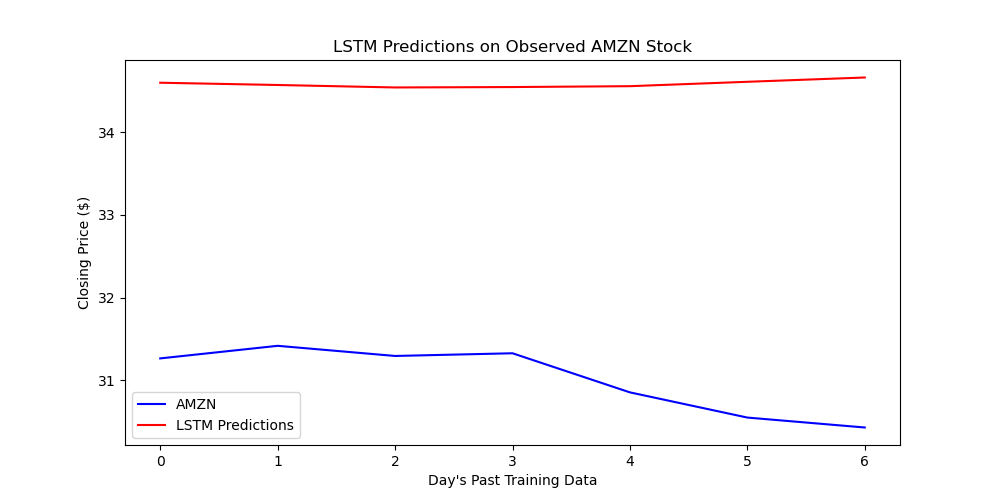 LSTM Predictions on Observed AMZN Stock
Closing Price ($)
34
33
32
31
AMZN
LSTM Predictions
0 1 2 3 4 5 6
Day's Past Training Data